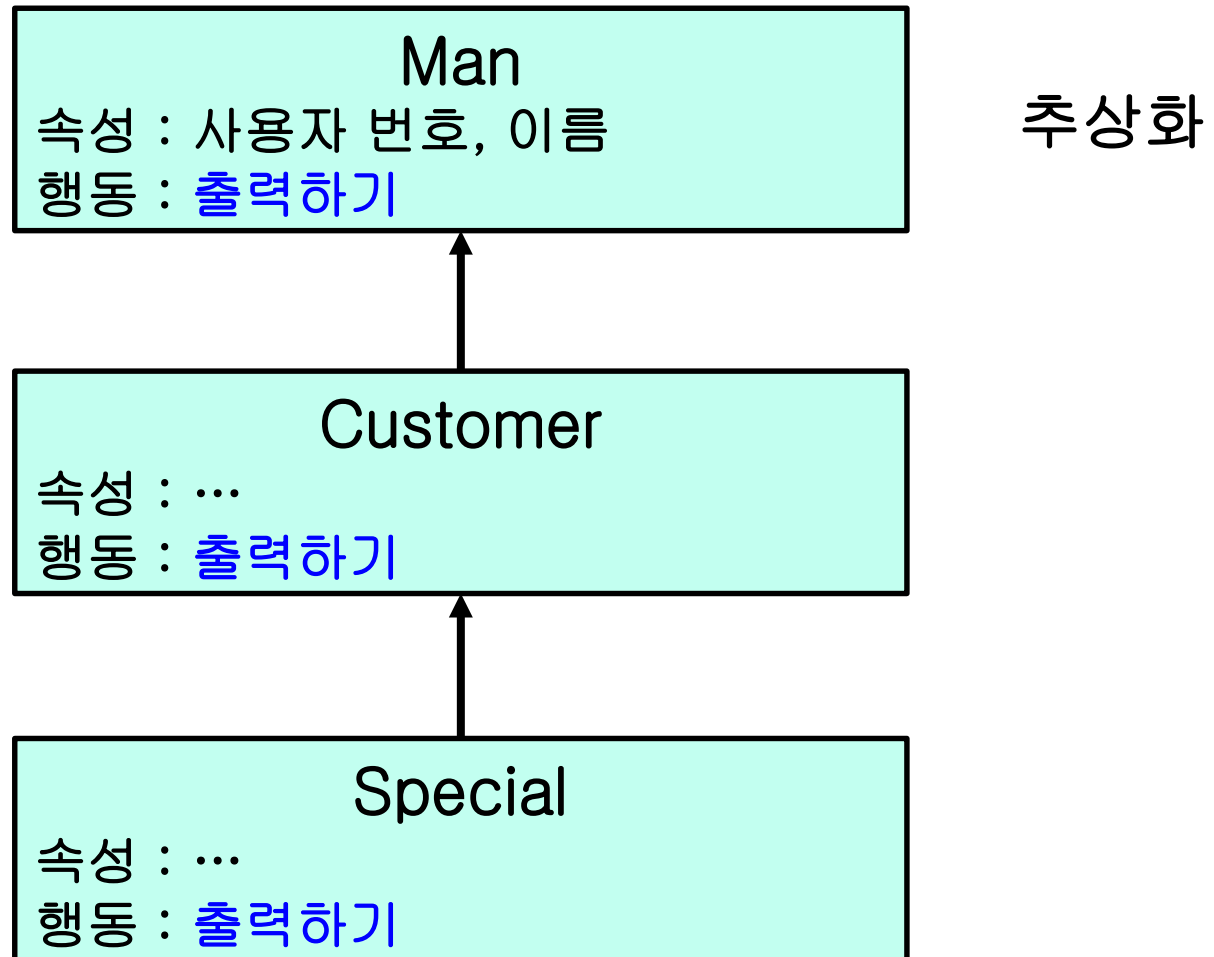 Man
속성 : 사용자 번호, 이름
행동 : 출력하기
추상화
Customer
속성 : …
행동 : 출력하기
Special
속성 : …
행동 : 출력하기